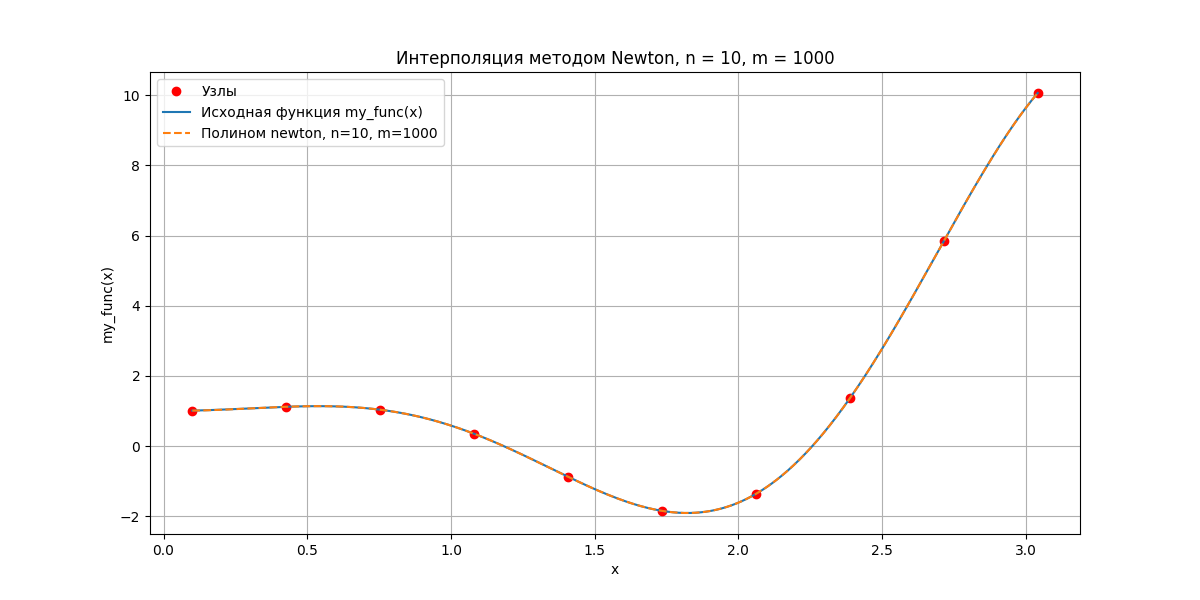 Интерполяция методом Newton, n = 10, m = 1000
Узлы
Исходная функция my_func(x)
Полином newton, n=10, m=1000
my_func(x)
10
8
6
4
2
0
−2
0.0 0.5 1.0 1.5 2.0 2.5 3.0
x